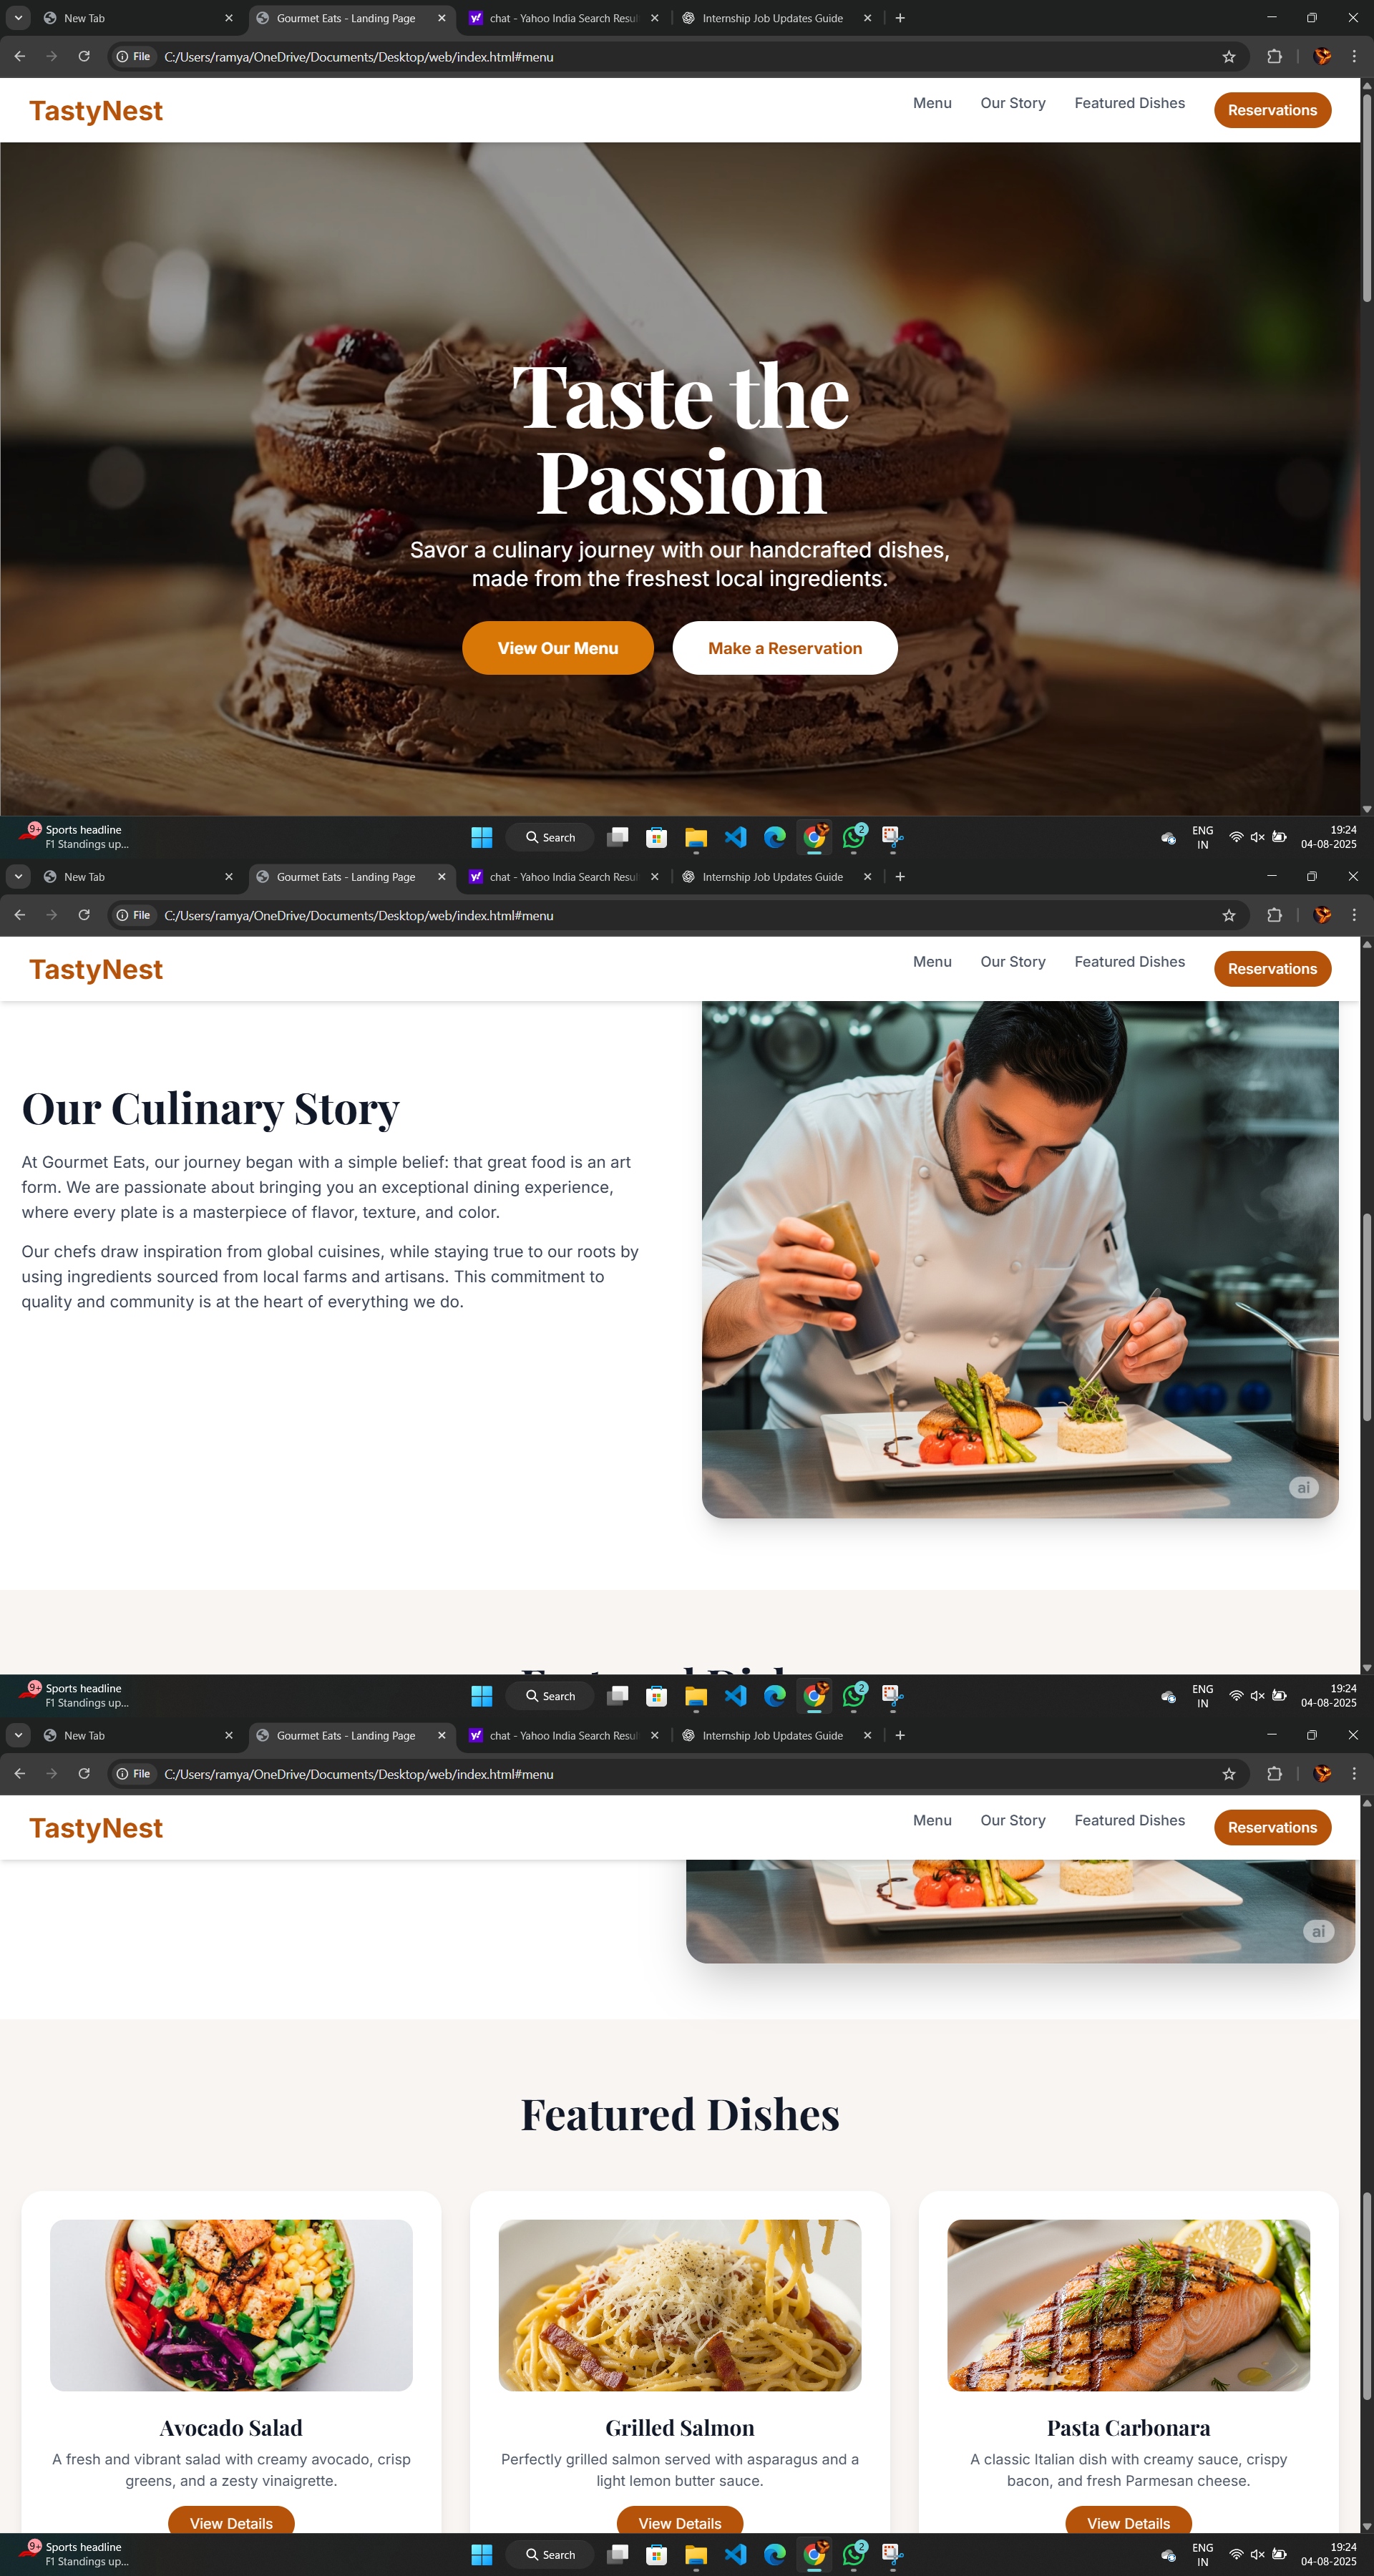 New Tab
Gourmet Eats - Landing Page
chat - Yahoo India Search Resul
Internship Job Updates Guide
File
C:/Users/ramya/OneDrive/Documents/Desktop/web/index.html#menu
TastyNest
Menu
Our Story
Featured Dishes
Reservations
Taste the
Passion
Savor a culinary journey with our handcrafted dishes,
made from the freshest local ingredients.
View Our Menu
Make a Reservation
9+
Sports headline
F1 Standings up...
Search
2
ENG
IN
19:24
04-08-2025
New Tab
Gourmet Eats - Landing Page
chat - Yahoo India Search Resul
Internship Job Updates Guide
File
C:/Users/ramya/OneDrive/Documents/Desktop/web/index.html#menu
TastyNest
Menu
Our Story
Featured Dishes
Reservations
Our Culinary Story
At Gourmet Eats, our journey began with a simple belief: that great food is an art
form. We are passionate about bringing you an exceptional dining experience,
where every plate is a masterpiece of flavor, texture, and color.
Our chefs draw inspiration from global cuisines, while staying true to our roots by
using ingredients sourced from local farms and artisans. This commitment to
quality and community is at the heart of everything we do.
ai
Featured Dishes
9+
Sports headline
F1 Standings up...
Search
2
ENG
IN
19:24
04-08-2025
New Tab
Gourmet Eats - Landing Page
chat - Yahoo India Search Resul
Internship Job Updates Guide
File
C:/Users/ramya/OneDrive/Documents/Desktop/web/index.html#menu
TastyNest
Menu
Our Story
Featured Dishes
Reservations
ai
Featured Dishes
Avocado Salad
A fresh and vibrant salad with creamy avocado, crisp
greens, and a zesty vinaigrette.
View Details
Grilled Salmon
Perfectly grilled salmon served with asparagus and a
light lemon butter sauce.
View Details
Pasta Carbonara
A classic Italian dish with creamy sauce, crispy
bacon, and fresh Parmesan cheese.
View Details
9+
Sports headline
F1 Standings up...
Search
2
ENG
IN
19:24
04-08-2025